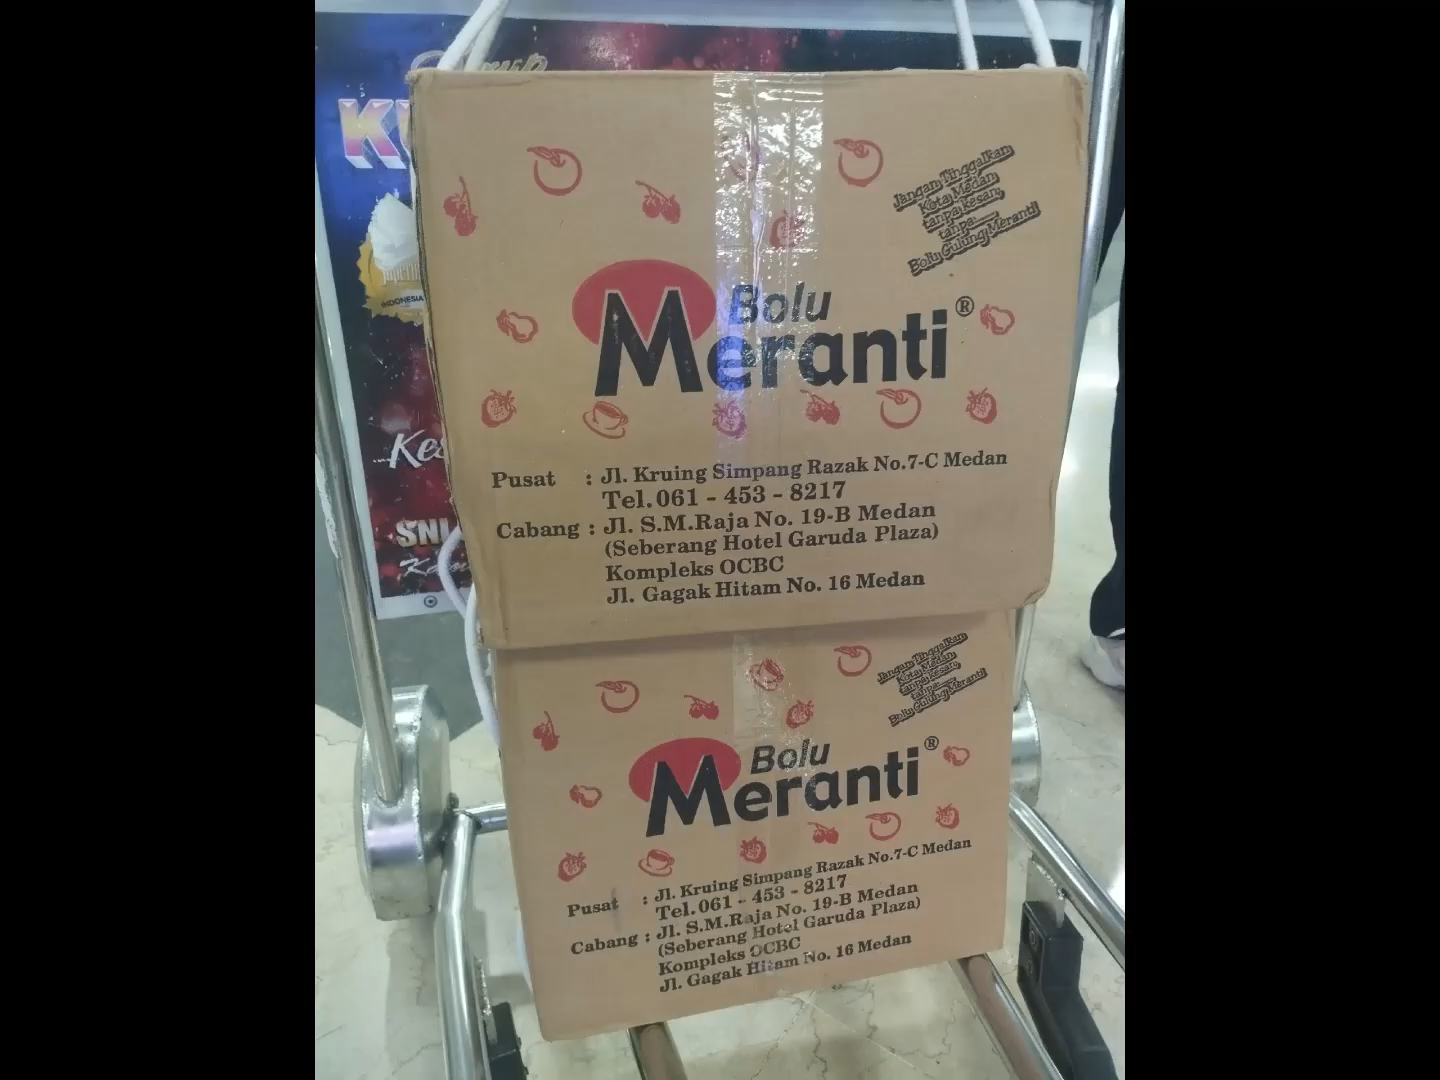 Jangan Tinggalkan
Kota Medan
tanpa kesan,
tanpa......
Bolu Gulung Meranti
Bolu
Meranti®
Pusat : Jl. Kruing Simpang Razak No.7-C Medan
Tel.061 - 453 - 8217
Cabang : Jl. S.M.Raja No. 19-B Medan
(Seberang Hotel Garuda Plaza)
Kompleks OCBC
Jl. Gagak Hitam No. 16 Medan
INDONESIA
SNI
Jangan Tinggalkan
Kota Medan
tanpa kesan,
tanpa......
Bolu Gulung Meranti
Bolu
Meranti®
Pusat : Jl. Kruing Simpang Razak No.7-C Medan
Tel.061 - 453 - 8217
Cabang : Jl. S.M.Raja No. 19-B Medan
(Seberang Hotel Garuda Plaza)
Kompleks OCBC
Jl. Gagak Hitam No. 16 Medan